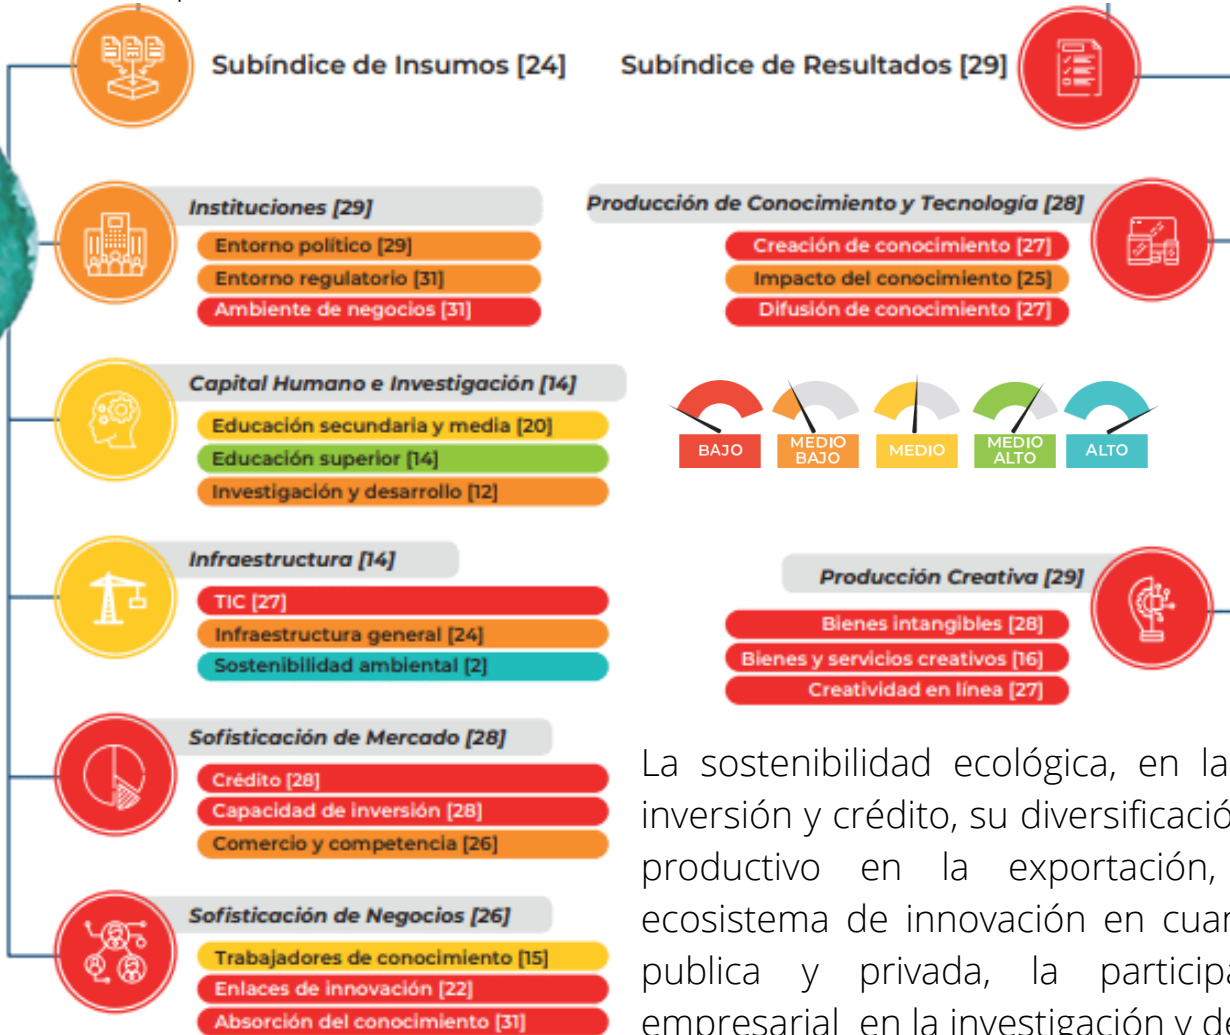 Subíndice de Insumos [24]
Subíndice de Resultados [29]
Instituciones [29]
Entorno político [29]
Entorno regulatorio [31]
Ambiente de negocios [31]
Capital Humano e Investigación [14]
Educación secundaria y media [20]
Educación superior [14]
Investigación y desarrollo [12]
Infraestructura [14]
TIC [27]
Infraestructura general [24]
Sostenibilidad ambiental [2]
Sofisticación de Mercado [28]
Crédito [28]
Capacidad de inversión [28]
Comercio y competencia [26]
Sofisticación de Negocios [26]
Trabajadores de conocimiento [15]
Enlaces de innovación [22]
Absorción del conocimiento [31]
Producción de Conocimiento y Tecnología [28]
Creación de conocimiento [27]
Impacto del conocimiento [25]
Difusión de conocimiento [27]
BAJO
MEDIO
BAJO
MEDIO
MEDIO
ALTO
ALTO
Producción Creativa [29]
Bienes intangibles [28]
Bienes y servicios creativos [16]
Creatividad en línea [27]
La sostenibilidad ecológica, en la
inversión y crédito, su diversificació
productivo en la exportación,
ecosistema de innovación en cuan
publica y privada, la particip
empresarial en la investigación y de